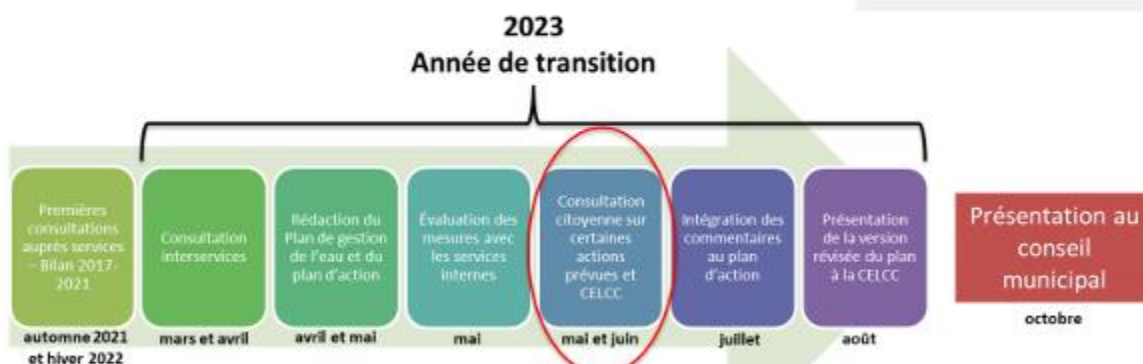 2023
Année de transition
Premières
consultations
auprès services
– Bilan 2017-
2021
Consultation
interservices
Rédaction du
Plan de gestion
de l'eau et du
plan d'action
Évaluation des
mesures avec
les services
internes
Consultation
citoyenne sur
certaines
actions
prévues et
CELCC
Intégration des
commentaires
au plan
d'action
Présentation
de la version
révisée du plan
à la CELCC
Présentation au
conseil
municipal
automne 2021
et hiver 2022
mars et avril
avril et mai
mai
mai et juin
juillet
août
octobre